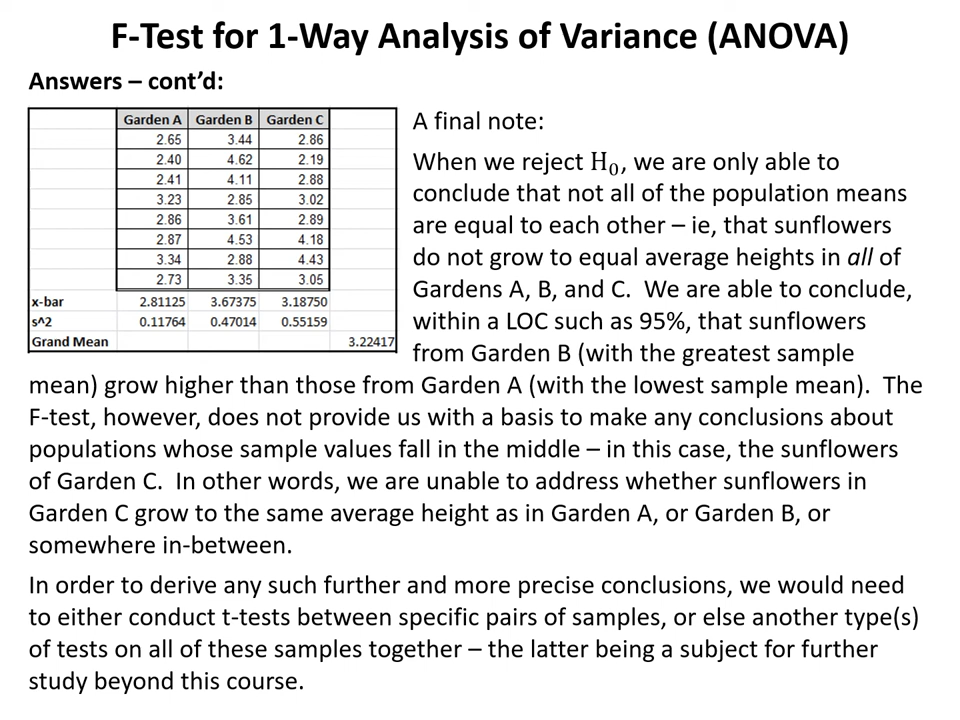 F-Test for 1-Way Analysis of Variance (ANOVA)
Answers – cont’d:
Garden A Garden B Garden C
2.65 3.44 2.86
2.40 4.62 2.19
2.41 4.11 2.88
3.23 2.85 3.02
2.86 3.61 2.89
2.87 4.53 4.18
3.34 2.88 4.43
2.73 3.35 3.05
x-bar 2.81125 3.67375 3.18750
s^2 0.11764 0.47014 0.55159
Grand Mean 3.22417
A final note:
When we reject H₀, we are only able to
conclude that not all of the population means
are equal to each other – ie, that sunflowers
do not grow to equal average heights in all of
Gardens A, B, and C. We are able to conclude,
within a LOC such as 95%, that sunflowers
from Garden B (with the greatest sample
mean) grow higher than those from Garden A (with the lowest sample mean). The
F-test, however, does not provide us with a basis to make any conclusions about
populations whose sample values fall in the middle – in this case, the sunflowers
of Garden C. In other words, we are unable to address whether sunflowers in
Garden C grow to the same average height as in Garden A, or Garden B, or
somewhere in-between.
In order to derive any such further and more precise conclusions, we would need
to either conduct t-tests between specific pairs of samples, or else another type(s)
of tests on all of these samples together – the latter being a subject for further
study beyond this course.